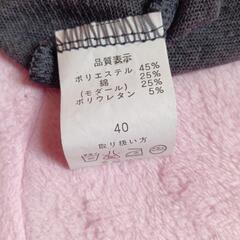 品質表示
ポリエステル 45%
綿 25%
(モダール) 25%
ポリウレタン 5%
40
取り扱い方